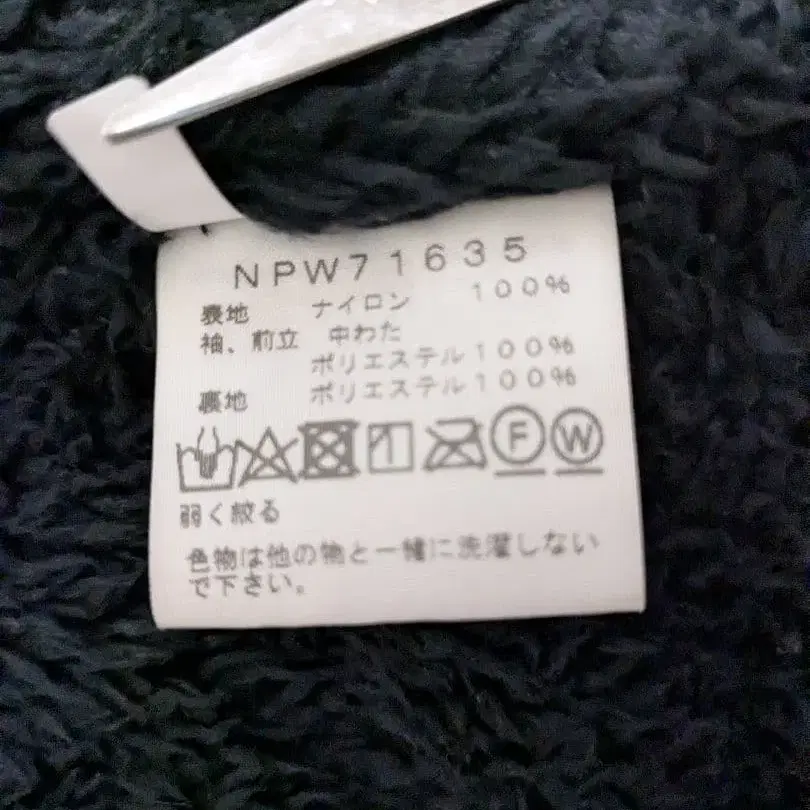 NPW71635
表地 ナイロン 100%
袖、前立 中わた
ポリエステル100%
裏地 ポリエステル100%
F W
弱く絞る
色物は他の物と一緒に洗濯しない
で下さい。